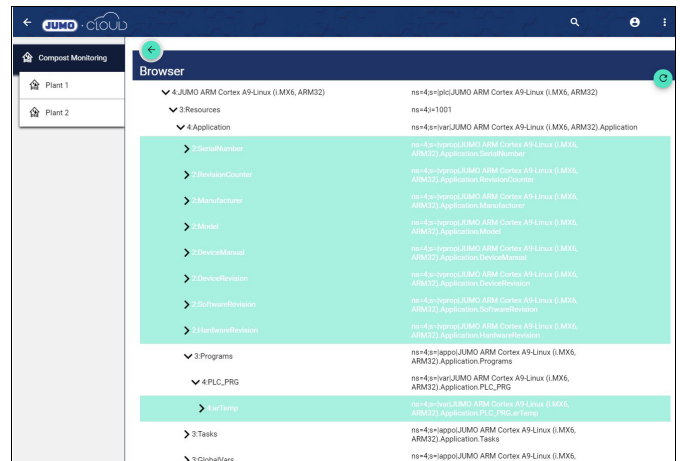 JUMO · CLOUD
Compost Monitoring
Plant 1
Plant 2
Browser
4:JUMO ARM Cortex A9-Linux (i.MX6, ARM32)
ns=4;s=|plc|JUMO ARM Cortex A9-Linux (i.MX6, ARM32)
3:Resources
ns=4;i=1001
4:Application
ns=4;s=|var|JUMO ARM Cortex A9-Linux (i.MX6, ARM32).Application
2:SerialNumber
ns=4;s=|vprop|JUMO ARM Cortex A9-Linux (i.MX6,
ARM32).Application.SerialNumber
2:RevisionCounter
ns=4;s=|vprop|JUMO ARM Cortex A9-Linux (i.MX6,
ARM32).Application.RevisionCounter
2:Manufacturer
ns=4;s=|vprop|JUMO ARM Cortex A9-Linux (i.MX6,
ARM32).Application.Manufacturer
2:Model
ns=4;s=|vprop|JUMO ARM Cortex A9-Linux (i.MX6,
ARM32).Application.Model
2:DeviceManual
ns=4;s=|vprop|JUMO ARM Cortex A9-Linux (i.MX6,
ARM32).Application.DeviceManual
2:DeviceRevision
ns=4;s=|vprop|JUMO ARM Cortex A9-Linux (i.MX6,
ARM32).Application.DeviceRevision
2:SoftwareRevision
ns=4;s=|vprop|JUMO ARM Cortex A9-Linux (i.MX6,
ARM32).Application.SoftwareRevision
2:HardwareRevision
ns=4;s=|vprop|JUMO ARM Cortex A9-Linux (i.MX6,
ARM32).Application.HardwareRevision
3:Programs
ns=4;s=|appo|JUMO ARM Cortex A9-Linux (i.MX6,
ARM32).Application.Programs
4:PLC_PRG
ns=4;s=|var|JUMO ARM Cortex A9-Linux (i.MX6,
ARM32).Application.PLC_PRG
4:arTemp
ns=4;s=|var|JUMO ARM Cortex A9-Linux (i.MX6,
ARM32).Application.PLC_PRG.arTemp
3:Tasks
ns=4;s=|appo|JUMO ARM Cortex A9-Linux (i.MX6,
ARM32).Application.Tasks
3:GlobalVars
ns=4;s=|appo|JUMO ARM Cortex A9-Linux (i.MX6,